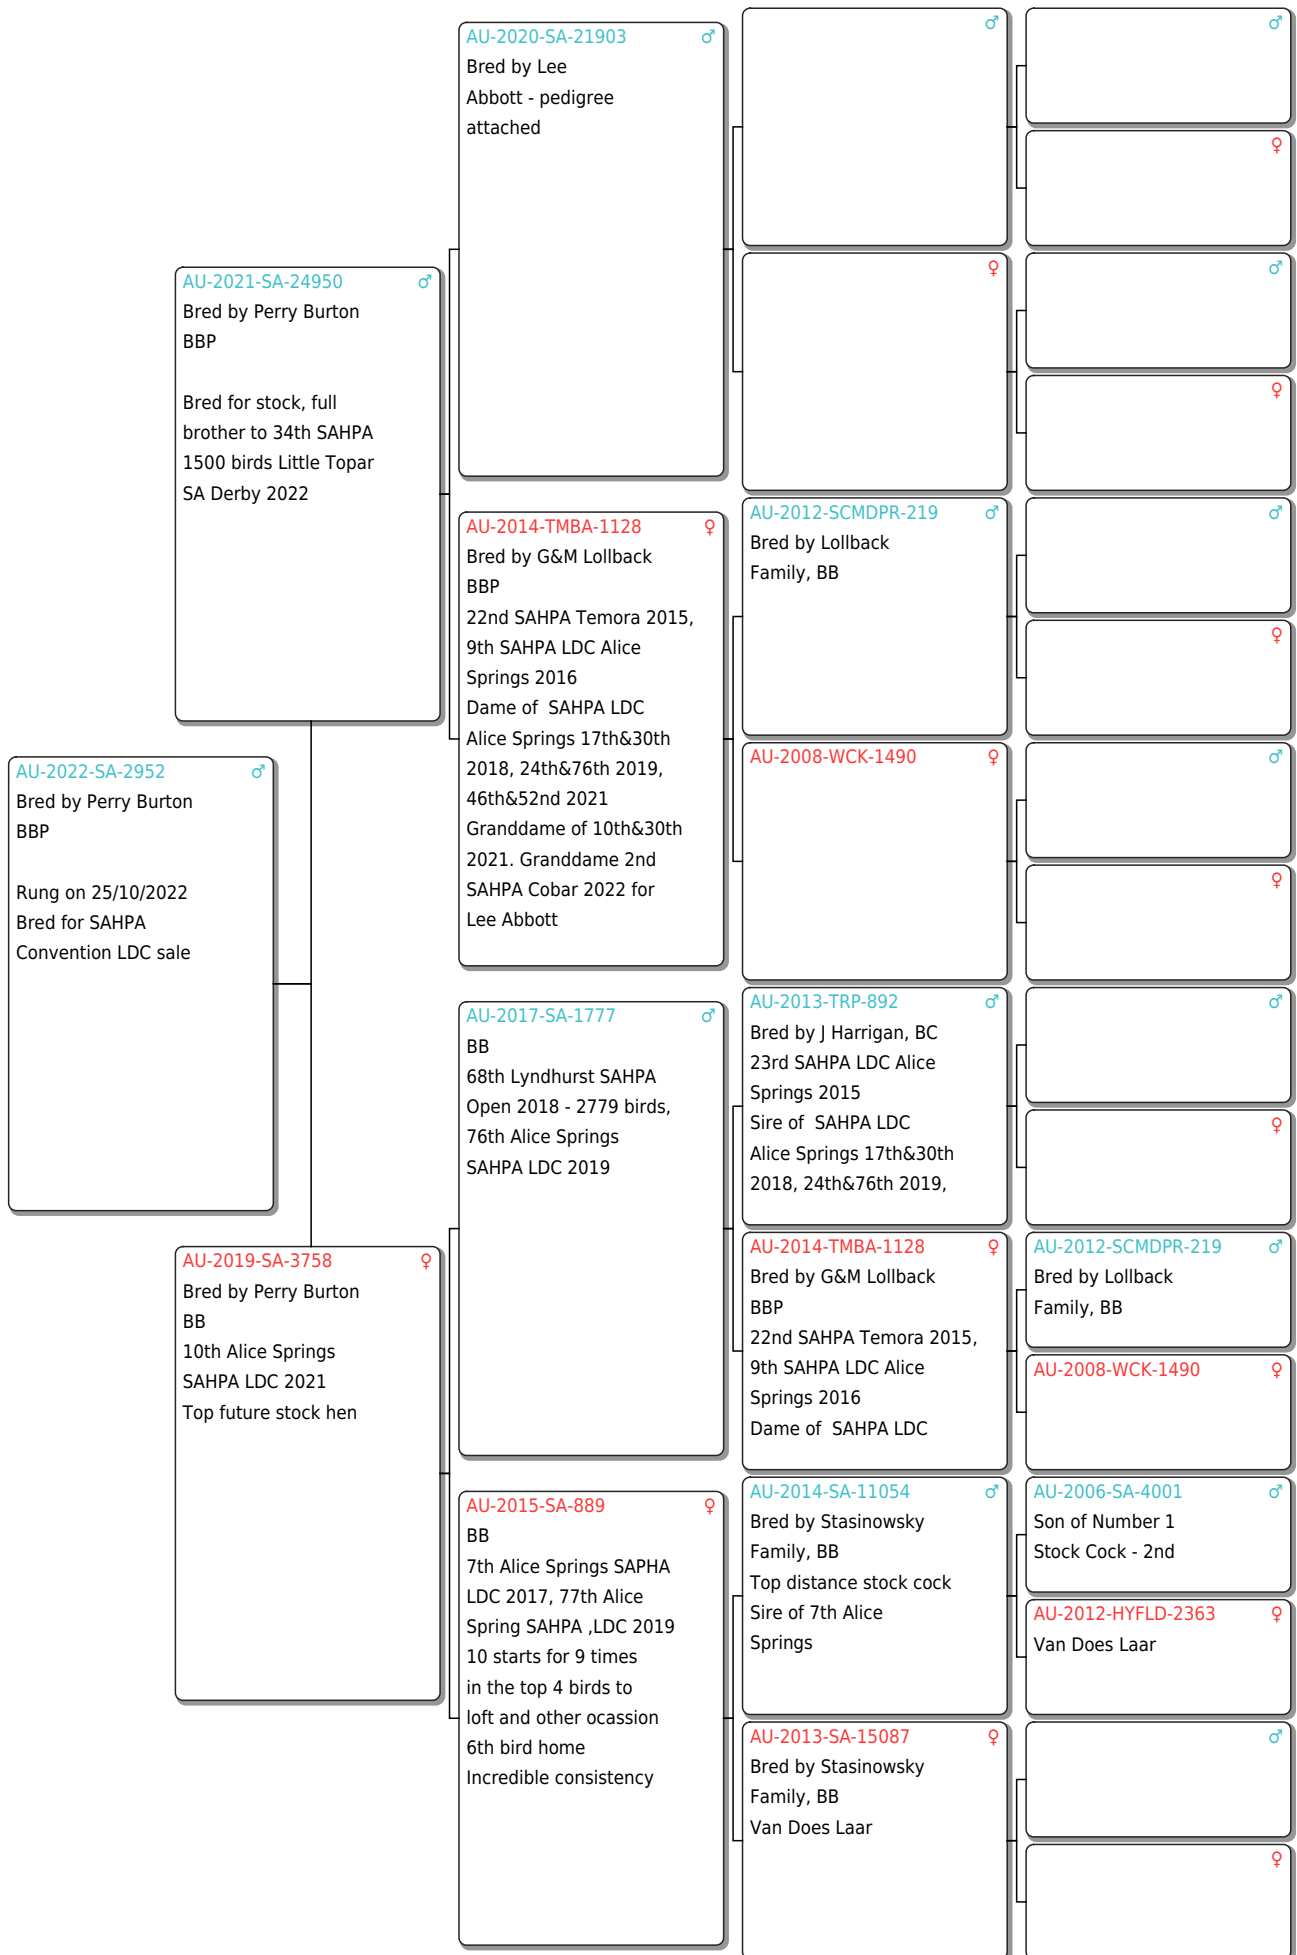 AU-2022-SA-2952 ♂
Bred by Perry Burton
BBP
Rung on 25/10/2022
Bred for SAHPA
Convention LDC sale
AU-2021-SA-24950 ♂
Bred by Perry Burton
BBP
Bred for stock, full
brother to 34th SAHPA
1500 birds Little Topar
SA Derby 2022
AU-2019-SA-3758 ♀
Bred by Perry Burton
BB
10th Alice Springs
SAHPA LDC 2021
Top future stock hen
AU-2020-SA-21903 ♂
Bred by Lee
Abbott - pedigree
attached
AU-2014-TMBA-1128 ♀
Bred by G&M Lollback
BBP
22nd SAHPA Temora 2015,
9th SAHPA LDC Alice
Springs 2016
Dame of  SAHPA LDC
Alice Springs 17th&30th
2018, 24th&76th 2019,
46th&52nd 2021
Granddame of 10th&30th
2021. Granddame 2nd
SAHPA Cobar 2022 for
Lee Abbott
AU-2017-SA-1777 ♂
BB
68th Lyndhurst SAHPA
Open 2018 - 2779 birds,
76th Alice Springs
SAHPA LDC 2019
AU-2015-SA-889 ♀
BB
7th Alice Springs SAPHA
LDC 2017, 77th Alice
Spring SAHPA ,LDC 2019
10 starts for 9 times
in the top 4 birds to
loft and other ocassion
6th bird home
Incredible consistency
♂
♀
AU-2012-SCMDPR-219 ♂
Bred by Lollback
Family, BB
AU-2008-WCK-1490 ♀
AU-2013-TRP-892 ♂
Bred by J Harrigan, BC
23rd SAHPA LDC Alice
Springs 2015
Sire of  SAHPA LDC
Alice Springs 17th&30th
2018, 24th&76th 2019,
AU-2014-TMBA-1128 ♀
Bred by G&M Lollback
BBP
22nd SAHPA Temora 2015,
9th SAHPA LDC Alice
Springs 2016
Dame of  SAHPA LDC
AU-2014-SA-11054 ♂
Bred by Stasinowsky
Family, BB
Top distance stock cock
Sire of 7th Alice
Springs
AU-2013-SA-15087 ♀
Bred by Stasinowsky
Family, BB
Van Does Laar
♂
♀
♂
♀
♂
♀
♂
♀
♂
♀
AU-2012-SCMDPR-219 ♂
Bred by Lollback
Family, BB
AU-2008-WCK-1490 ♀
AU-2006-SA-4001 ♂
Son of Number 1
Stock Cock - 2nd
AU-2012-HYFLD-2363 ♀
Van Does Laar
♂
♀